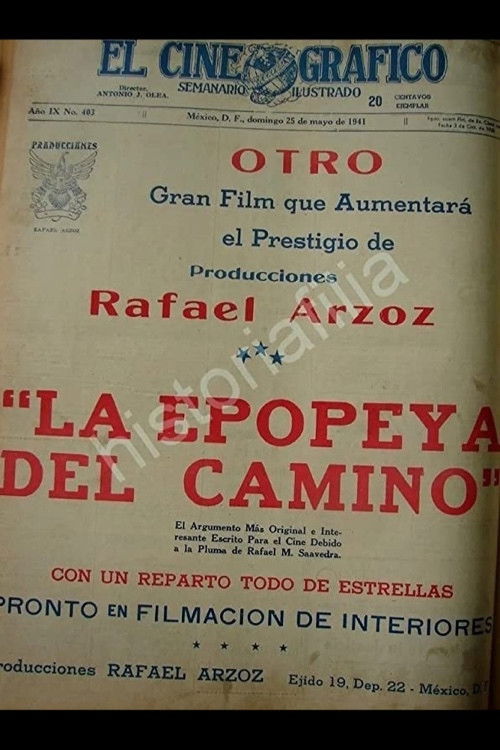 EL CINE GRAFICO
SEMANARIO ILUSTRADO
Director.
ANTONIO J. OLEA.
20 CENTAVOS
EJEMPLAR
Año IX No. 403
México, D. F., domingo 25 de mayo de 1941
PRODUCCIONES
RAFAEL ARZOZ
OTRO
Gran Film que Aumentará
el Prestigio de
Producciones
Rafael Arzoz
"LA EPOPEYA
DEL CAMINO"
El Argumento Más Original e Inte-
resante Escrito Para el Cine Debido
a la Pluma de Rafael M. Saavedra.
CON UN REPARTO TODO DE ESTRELLAS
PRONTO EN FILMACION DE INTERIORES
roducciones RAFAEL ARZOZ
Ejido 19, Dep. 22 - México, D.
historiafilia